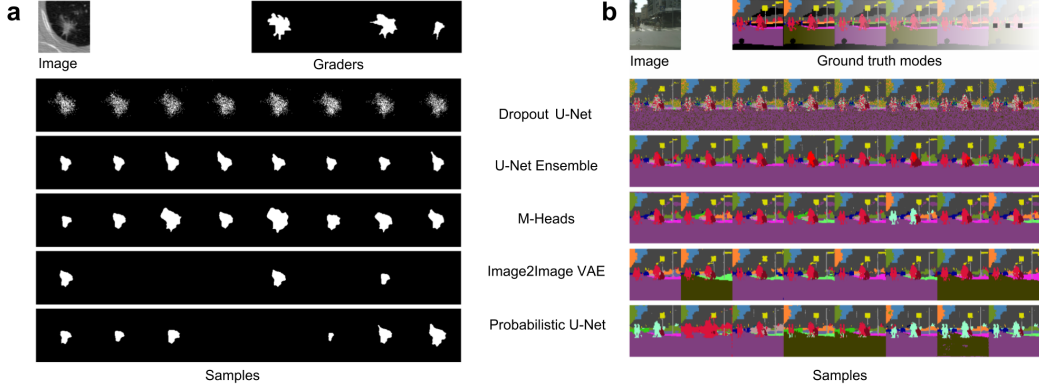 a
b
Image
Graders
Image
Ground truth modes
Dropout U-Net
U-Net Ensemble
M-Heads
Image2Image VAE
Probabilistic U-Net
Samples
Samples